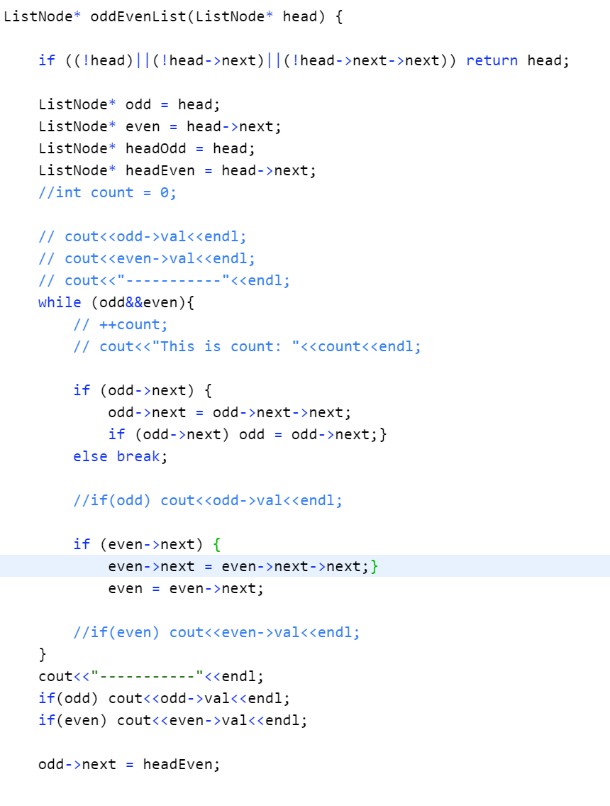 ListNode* oddEvenList(ListNode* head) {
if ((!head)||(!head->next)||(!head->next->next)) return head;
ListNode* odd = head;
ListNode* even = head->next;
ListNode* headOdd = head;
ListNode* headEven = head->next;
//int count = 0;
// cout<<odd->val<<endl;
// cout<<even->val<<endl;
// cout<<"-----------"<<endl;
while (odd&&even){
// ++count;
// cout<<"This is count: "<<count<<endl;
if (odd->next) {
odd->next = odd->next->next;
if (odd->next) odd = odd->next;}
else break;
//if(odd) cout<<odd->val<<endl;
if (even->next) {
even->next = even->next->next;}
even = even->next;
//if(even) cout<<even->val<<endl;
}
cout<<"-----------"<<endl;
if(odd) cout<<odd->val<<endl;
if(even) cout<<even->val<<endl;
odd->next = headEven;